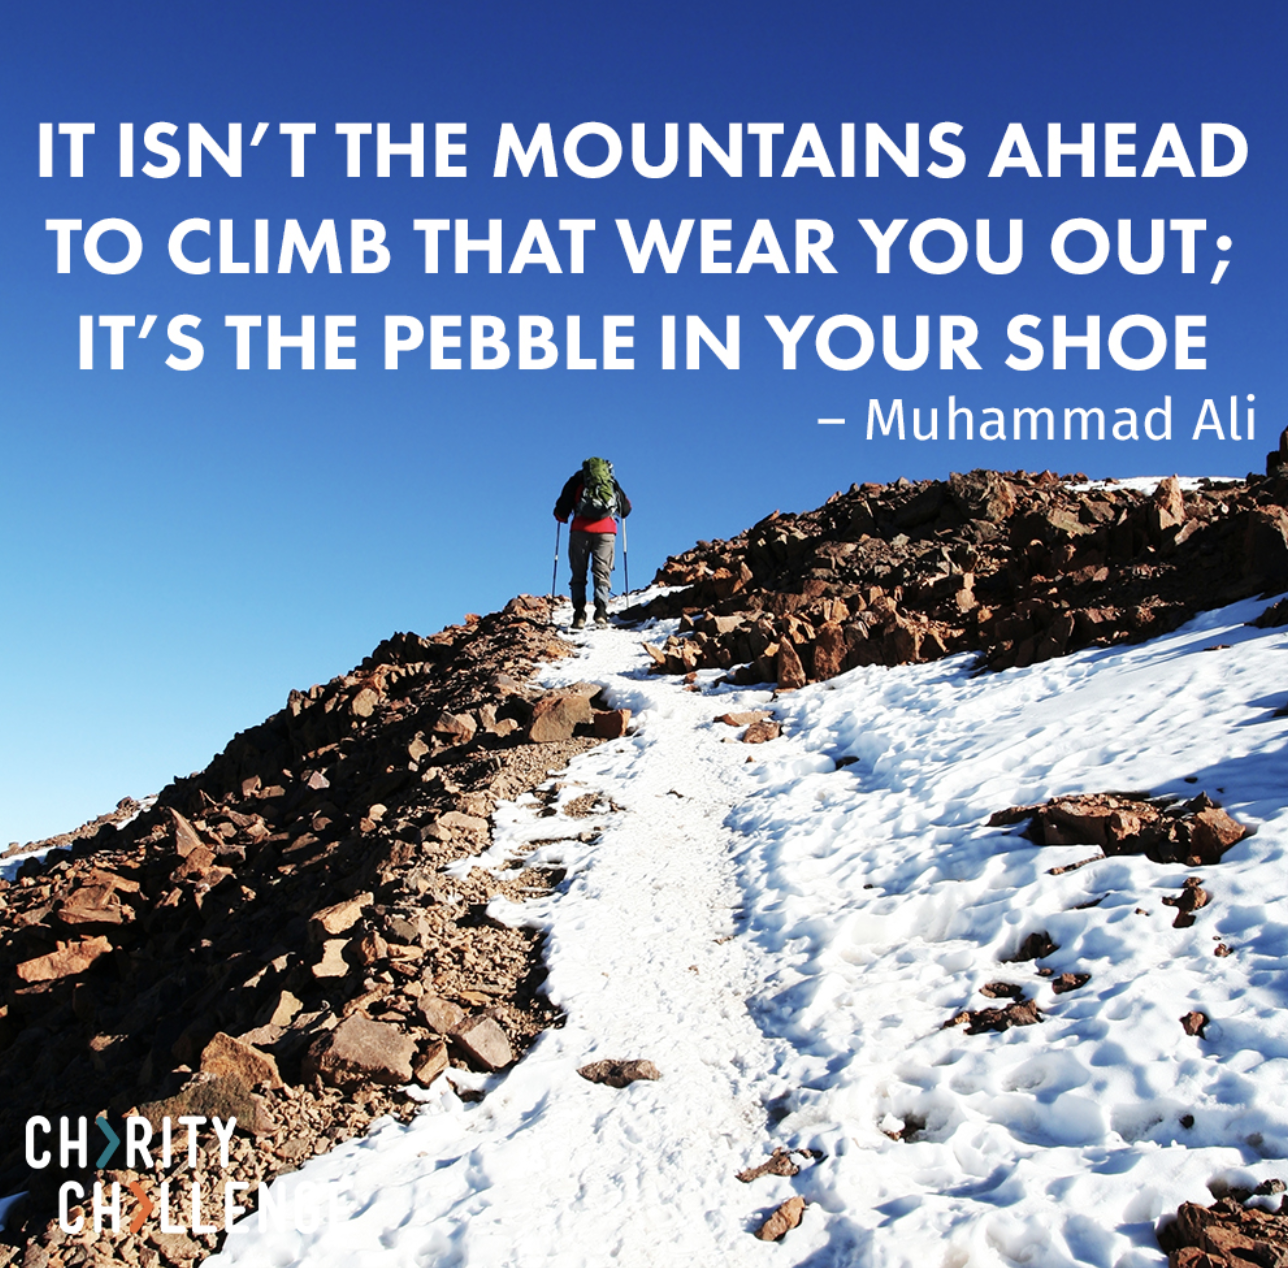 IT ISN'T THE MOUNTAINS AHEAD
TO CLIMB THAT WEAR YOU OUT;
IT'S THE PEBBLE IN YOUR SHOE
– Muhammad Ali
CHARITY
CHALLENGE